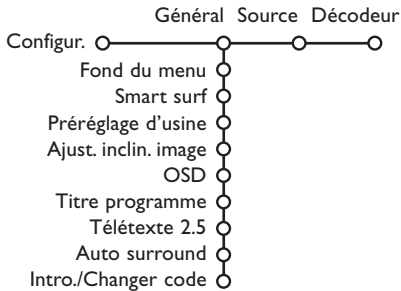 Général Source Décodeur
Configur.
Fond du menu
Smart surf
Préréglage d'usine
Ajust. inclin. image
OSD
Titre programme
Télétexte 2.5
Auto surround
Intro./Changer code